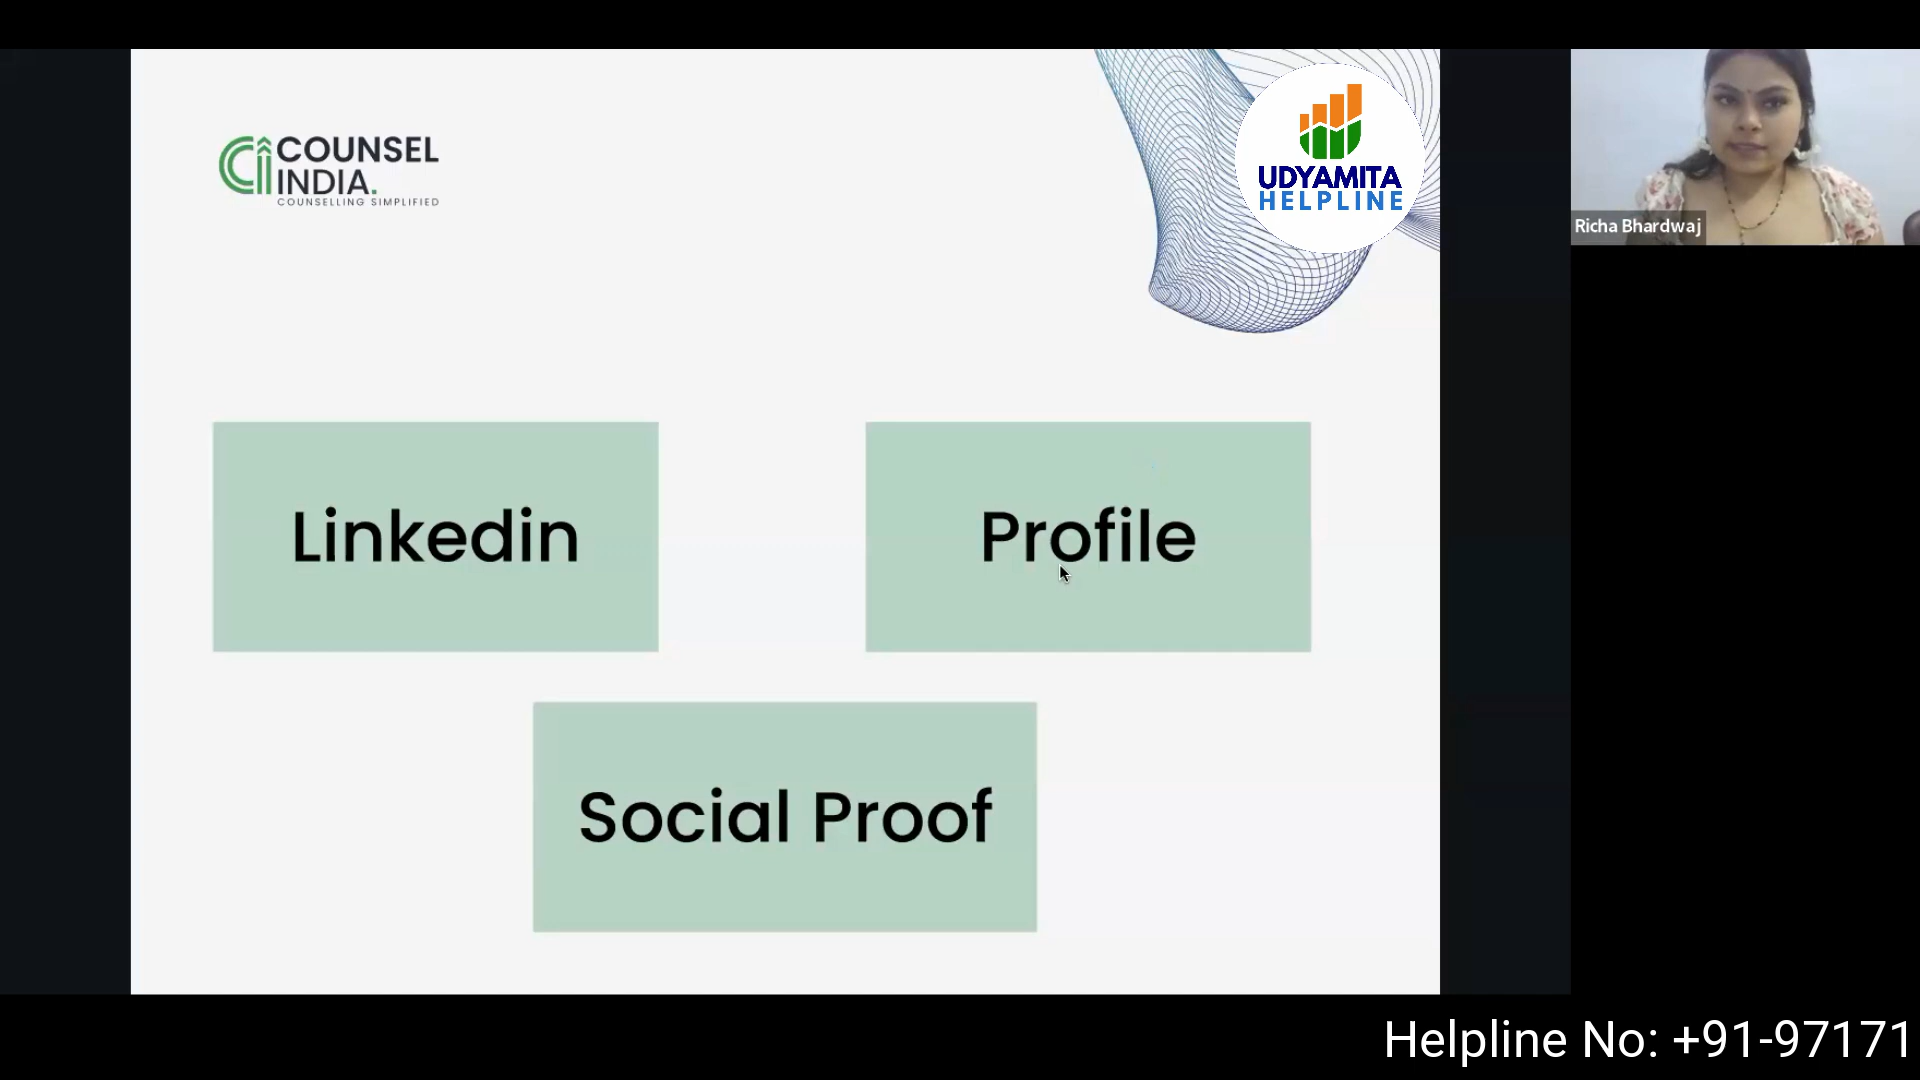 COUNSEL
INDIA.
COUNSELLING SIMPLIFIED
UDYAMITA
HELPLINE
Richa Bhardwaj
Linkedin
Profile
Social Proof
Helpline No: +91-97171